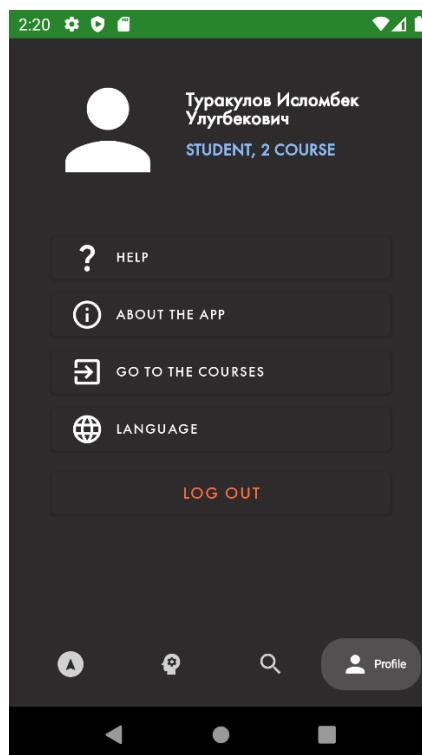 2:20
Туракулов Исломбек
Улугбекович
STUDENT, 2 COURSE
HELP
ABOUT THE APP
GO TO THE COURSES
LANGUAGE
LOG OUT
Profile